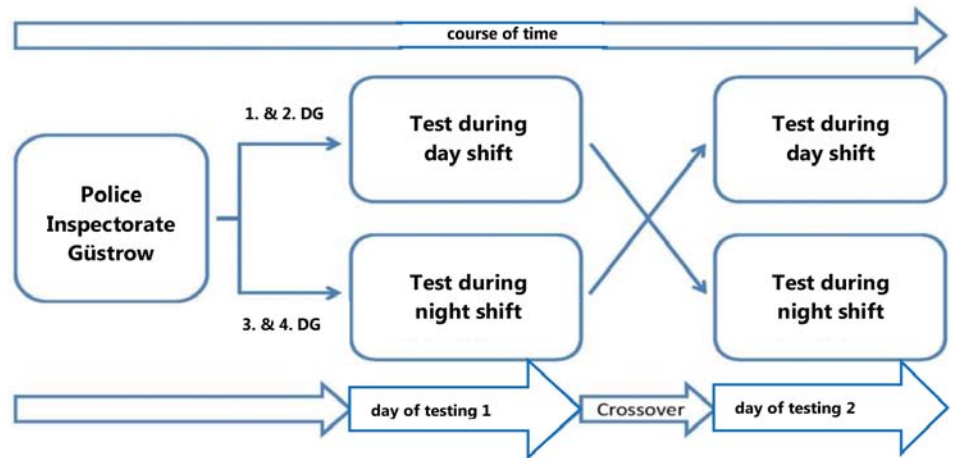 course of time
1. & 2. DG
Test during
day shift
Test during
day shift
Police
Inspectorate
Güstrow
Test during
night shift
Test during
night shift
3. & 4. DG
day of testing 1
Crossover
day of testing 2